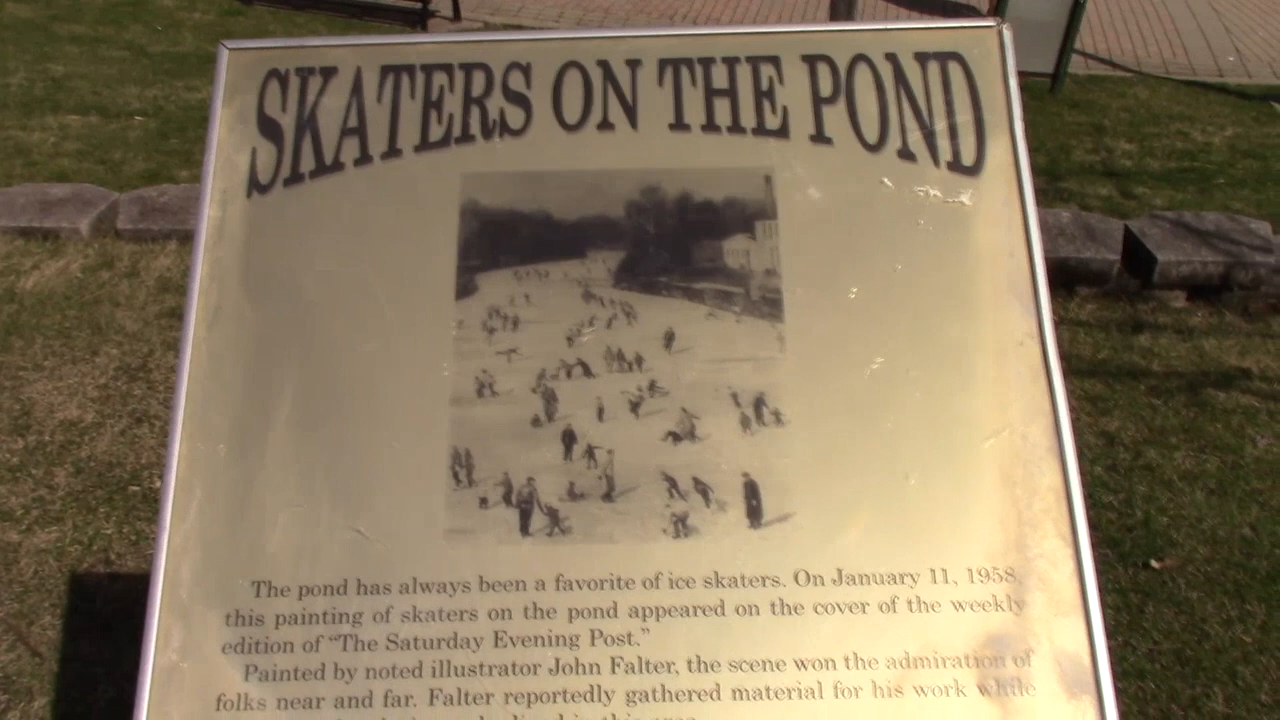 SKATERS ON THE POND
The pond has always been a favorite of ice skaters. On January 11, 1958,
this painting of skaters on the pond appeared on the cover of the weekly
edition of "The Saturday Evening Post."
Painted by noted illustrator John Falter, the scene won the admiration of
folks near and far. Falter reportedly gathered material for his work while
in this area.